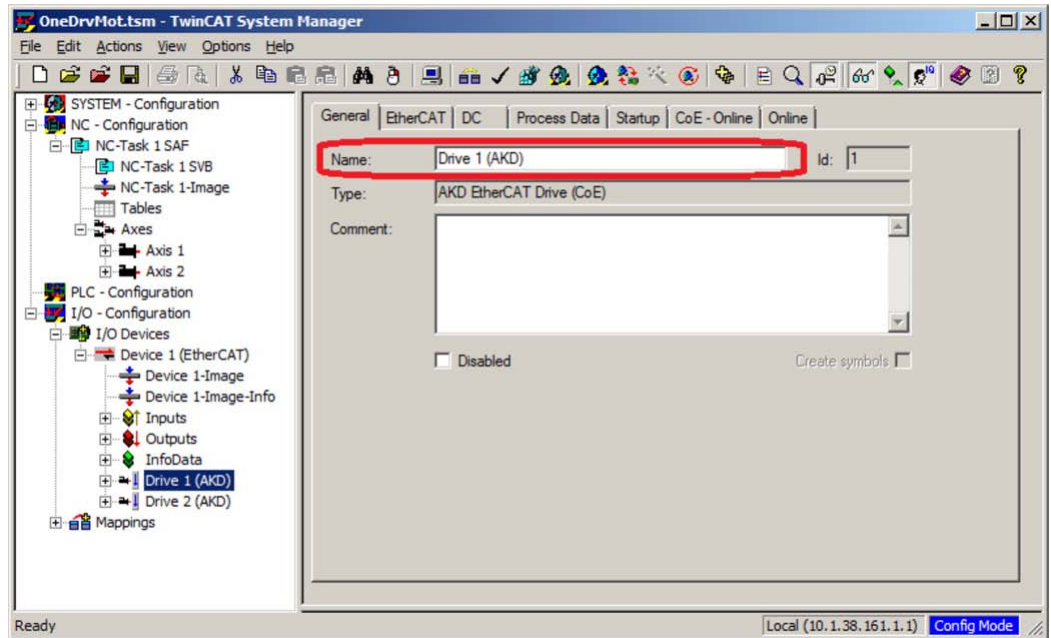 OneDrvMot.tsm - TwinCAT System Manager
File Edit Actions View Options Help
SYSTEM - Configuration
NC - Configuration
NC-Task 1 SAF
NC-Task 1 SVB
NC-Task 1-Image
Tables
Axes
Axis 1
Axis 2
PLC - Configuration
I/O - Configuration
I/O Devices
Device 1 (EtherCAT)
Device 1-Image
Device 1-Image-Info
Inputs
Outputs
InfoData
Drive 1 (AKD)
Drive 2 (AKD)
Mappings
General EtherCAT DC Process Data Startup CoE - Online Online
Name: Drive 1 (AKD) Id: 1
Type: AKD EtherCAT Drive (CoE)
Comment:
Disabled Create symbols
Ready Local (10.1.38.161.1.1) Config Mode